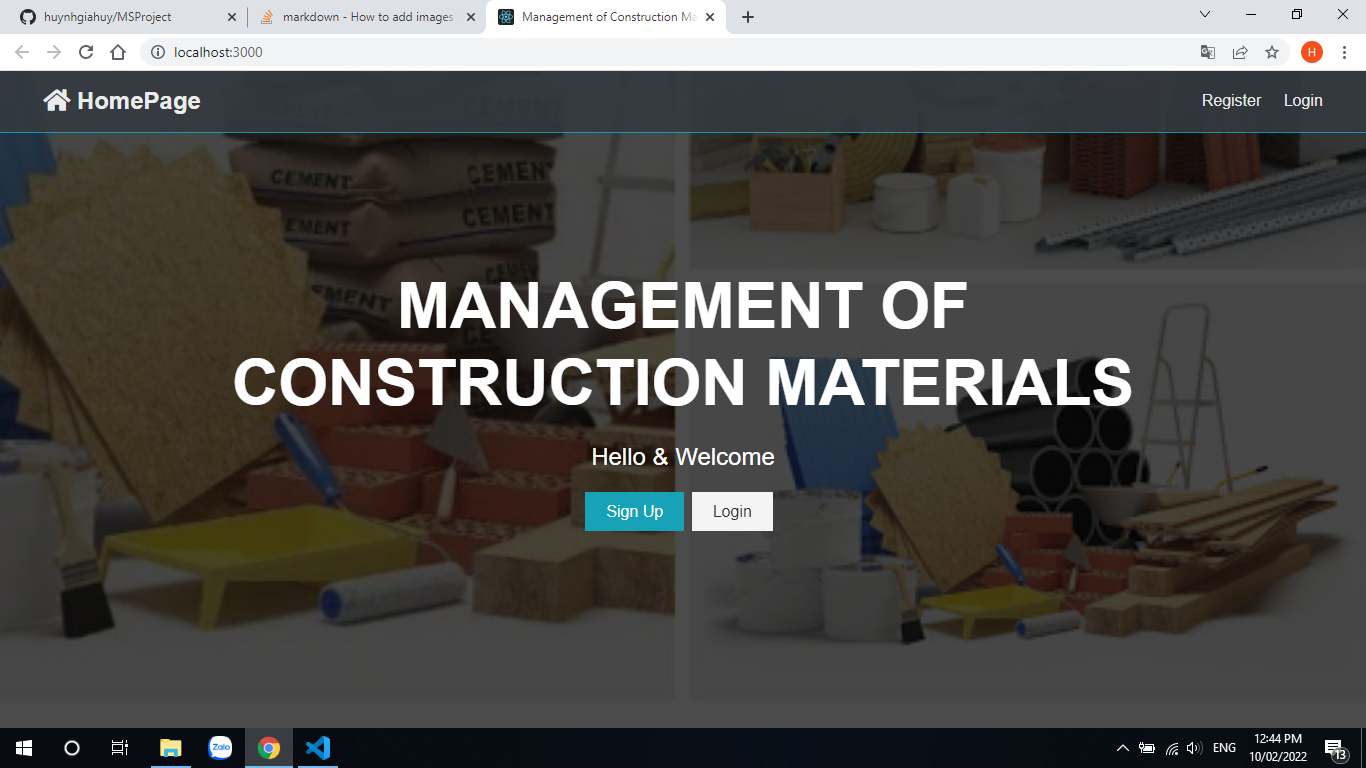 huynhgiahuy/MSProject
markdown - How to add images
Management of Construction Ma
localhost:3000
H
HomePage
Register
Login
CEMENT
CEMENT
CEMENT
CEMENT
MANAGEMENT OF
CONSTRUCTION MATERIALS
Hello & Welcome
Sign Up
Login
Zalo
ENG
12:44 PM
10/02/2022
13